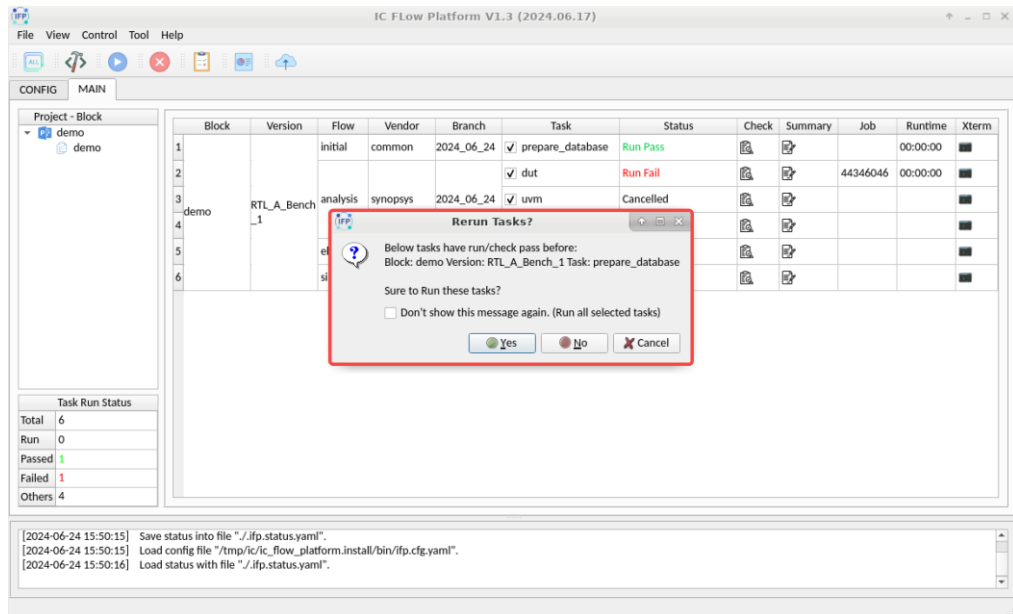 IFP
IC FLow Platform V1.3 (2024.06.17)
File View Control Tool Help
ALL
CONFIG MAIN
Project - Block
demo
demo
Block Version Flow Vendor Branch Task Status Check Summary Job Runtime Xterm
1 initial common 2024_06_24 prepare_database Run Pass 00:00:00
2 dut Run Fail 44346046 00:00:00
3 analysis synopsys 2024_06_24 uvm Cancelled
demo RTL_A_Bench
_1
4
5 el
6 si
IFP
Rerun Tasks?
Below tasks have run/check pass before:
Block: demo Version: RTL_A_Bench_1 Task: prepare_database
Sure to Run these tasks?
Don't show this message again. (Run all selected tasks)
Yes No Cancel
Task Run Status
Total 6
Run 0
Passed 1
Failed 1
Others 4
[2024-06-24 15:50:15] Save status into file "./.ifp.status.yaml".
[2024-06-24 15:50:15] Load config file "/tmp/ic/ic_flow_platform.install/bin/ifp.cfg.yaml".
[2024-06-24 15:50:16] Load status with file "./.ifp.status.yaml".